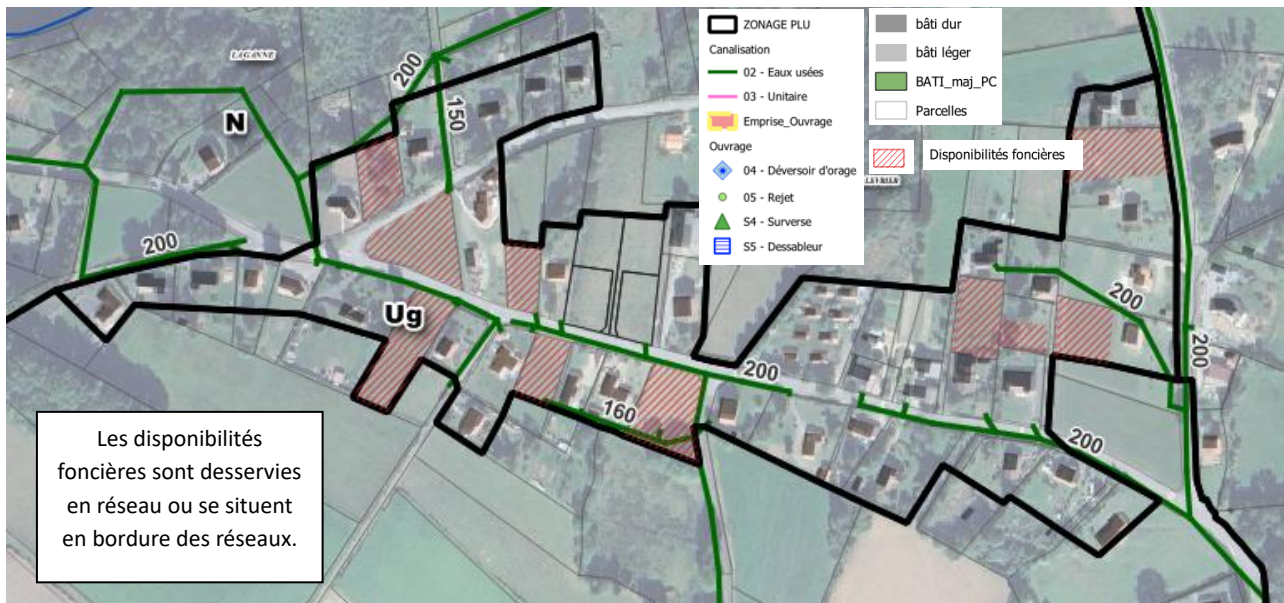 ZONAGE PLU
Canalisation
02 - Eaux usées
03 - Unitaire
Emprise_Ouvrage
Ouvrage
04 - Déversoir d'orage
05 - Rejet
S4 - Surverse
S5 - Dessableur
bâti dur
bâti léger
BATI_maj_PC
Parcelles
Disponibilités foncières
LAGANNE
N
200
150
200
Ug
200
160
200
200
200
Les disponibilités
foncières sont desservies
en réseau ou se situent
en bordure des réseaux.